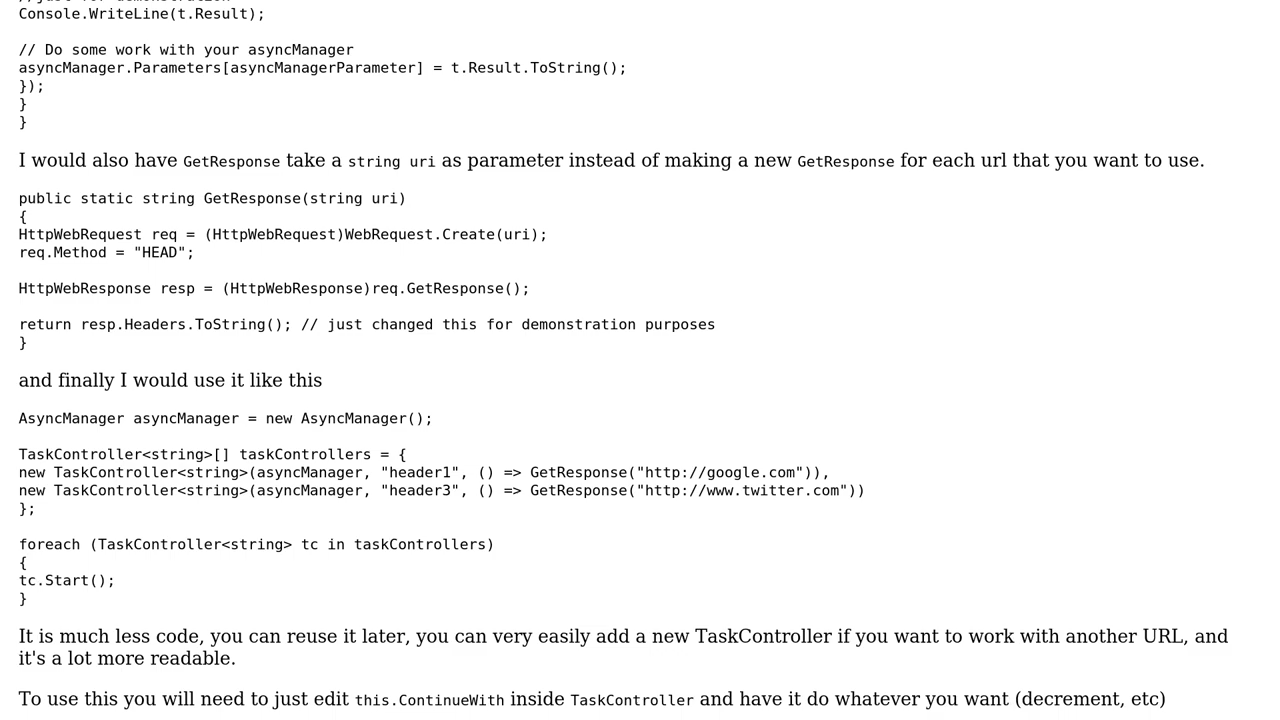 Console.WriteLine(t.Result);
// Do some work with your asyncManager
asyncManager.Parameters[asyncManagerParameter] = t.Result.ToString();
});
}
}
I would also have GetResponse take a string uri as parameter instead of making a new GetResponse for each url that you want to use.
public static string GetResponse(string uri)
{
HttpWebRequest req = (HttpWebRequest)WebRequest.Create(uri);
req.Method = "HEAD";
HttpWebResponse resp = (HttpWebResponse)req.GetResponse();
return resp.Headers.ToString(); // just changed this for demonstration purposes
}
and finally I would use it like this
AsyncManager asyncManager = new AsyncManager();
TaskController<string>[] taskControllers = {
new TaskController<string>(asyncManager, "header1", () => GetResponse("http://google.com")),
new TaskController<string>(asyncManager, "header3", () => GetResponse("http://www.twitter.com"))
};
foreach (TaskController<string> tc in taskControllers)
{
tc.Start();
}
It is much less code, you can reuse it later, you can very easily add a new TaskController if you want to work with another URL, and
it's a lot more readable.
To use this you will need to just edit this.ContinueWith inside TaskController and have it do whatever you want (decrement, etc)